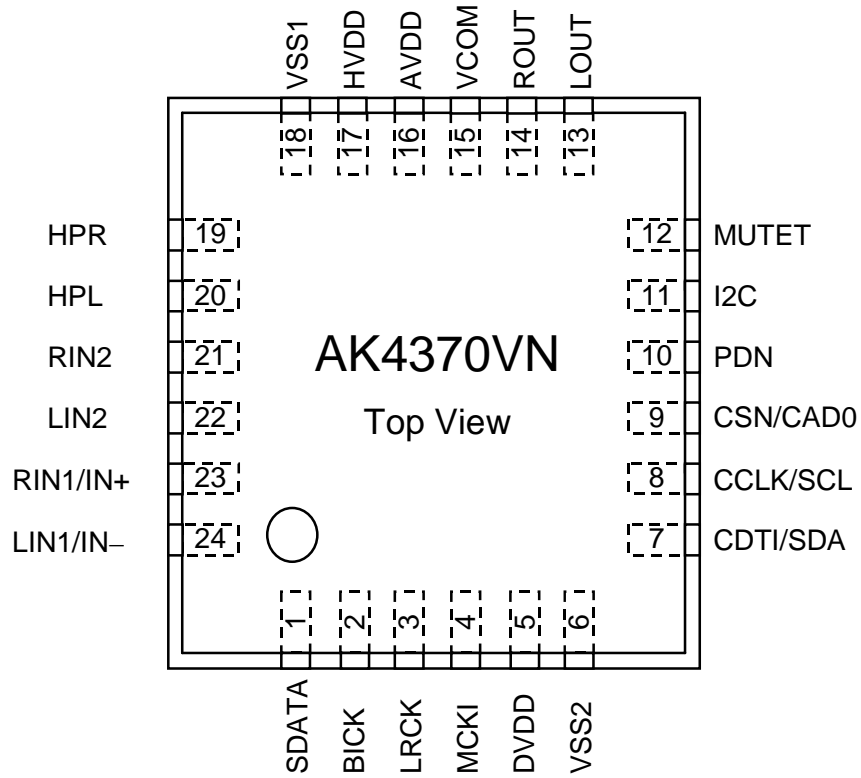 VSS1
HVDD
AVDD
VCOM
ROUT
LOUT
18
17
16
15
14
13
HPR 19
12 MUTET
HPL 20
11 I2C
RIN2 21
10 PDN
LIN2 22
9 CSN/CAD0
RIN1/IN+ 23
8 CCLK/SCL
LIN1/IN− 24
7 CDTI/SDA
AK4370VN
Top View
1
2
3
4
5
6
SDATA
BICK
LRCK
MCKI
DVDD
VSS2